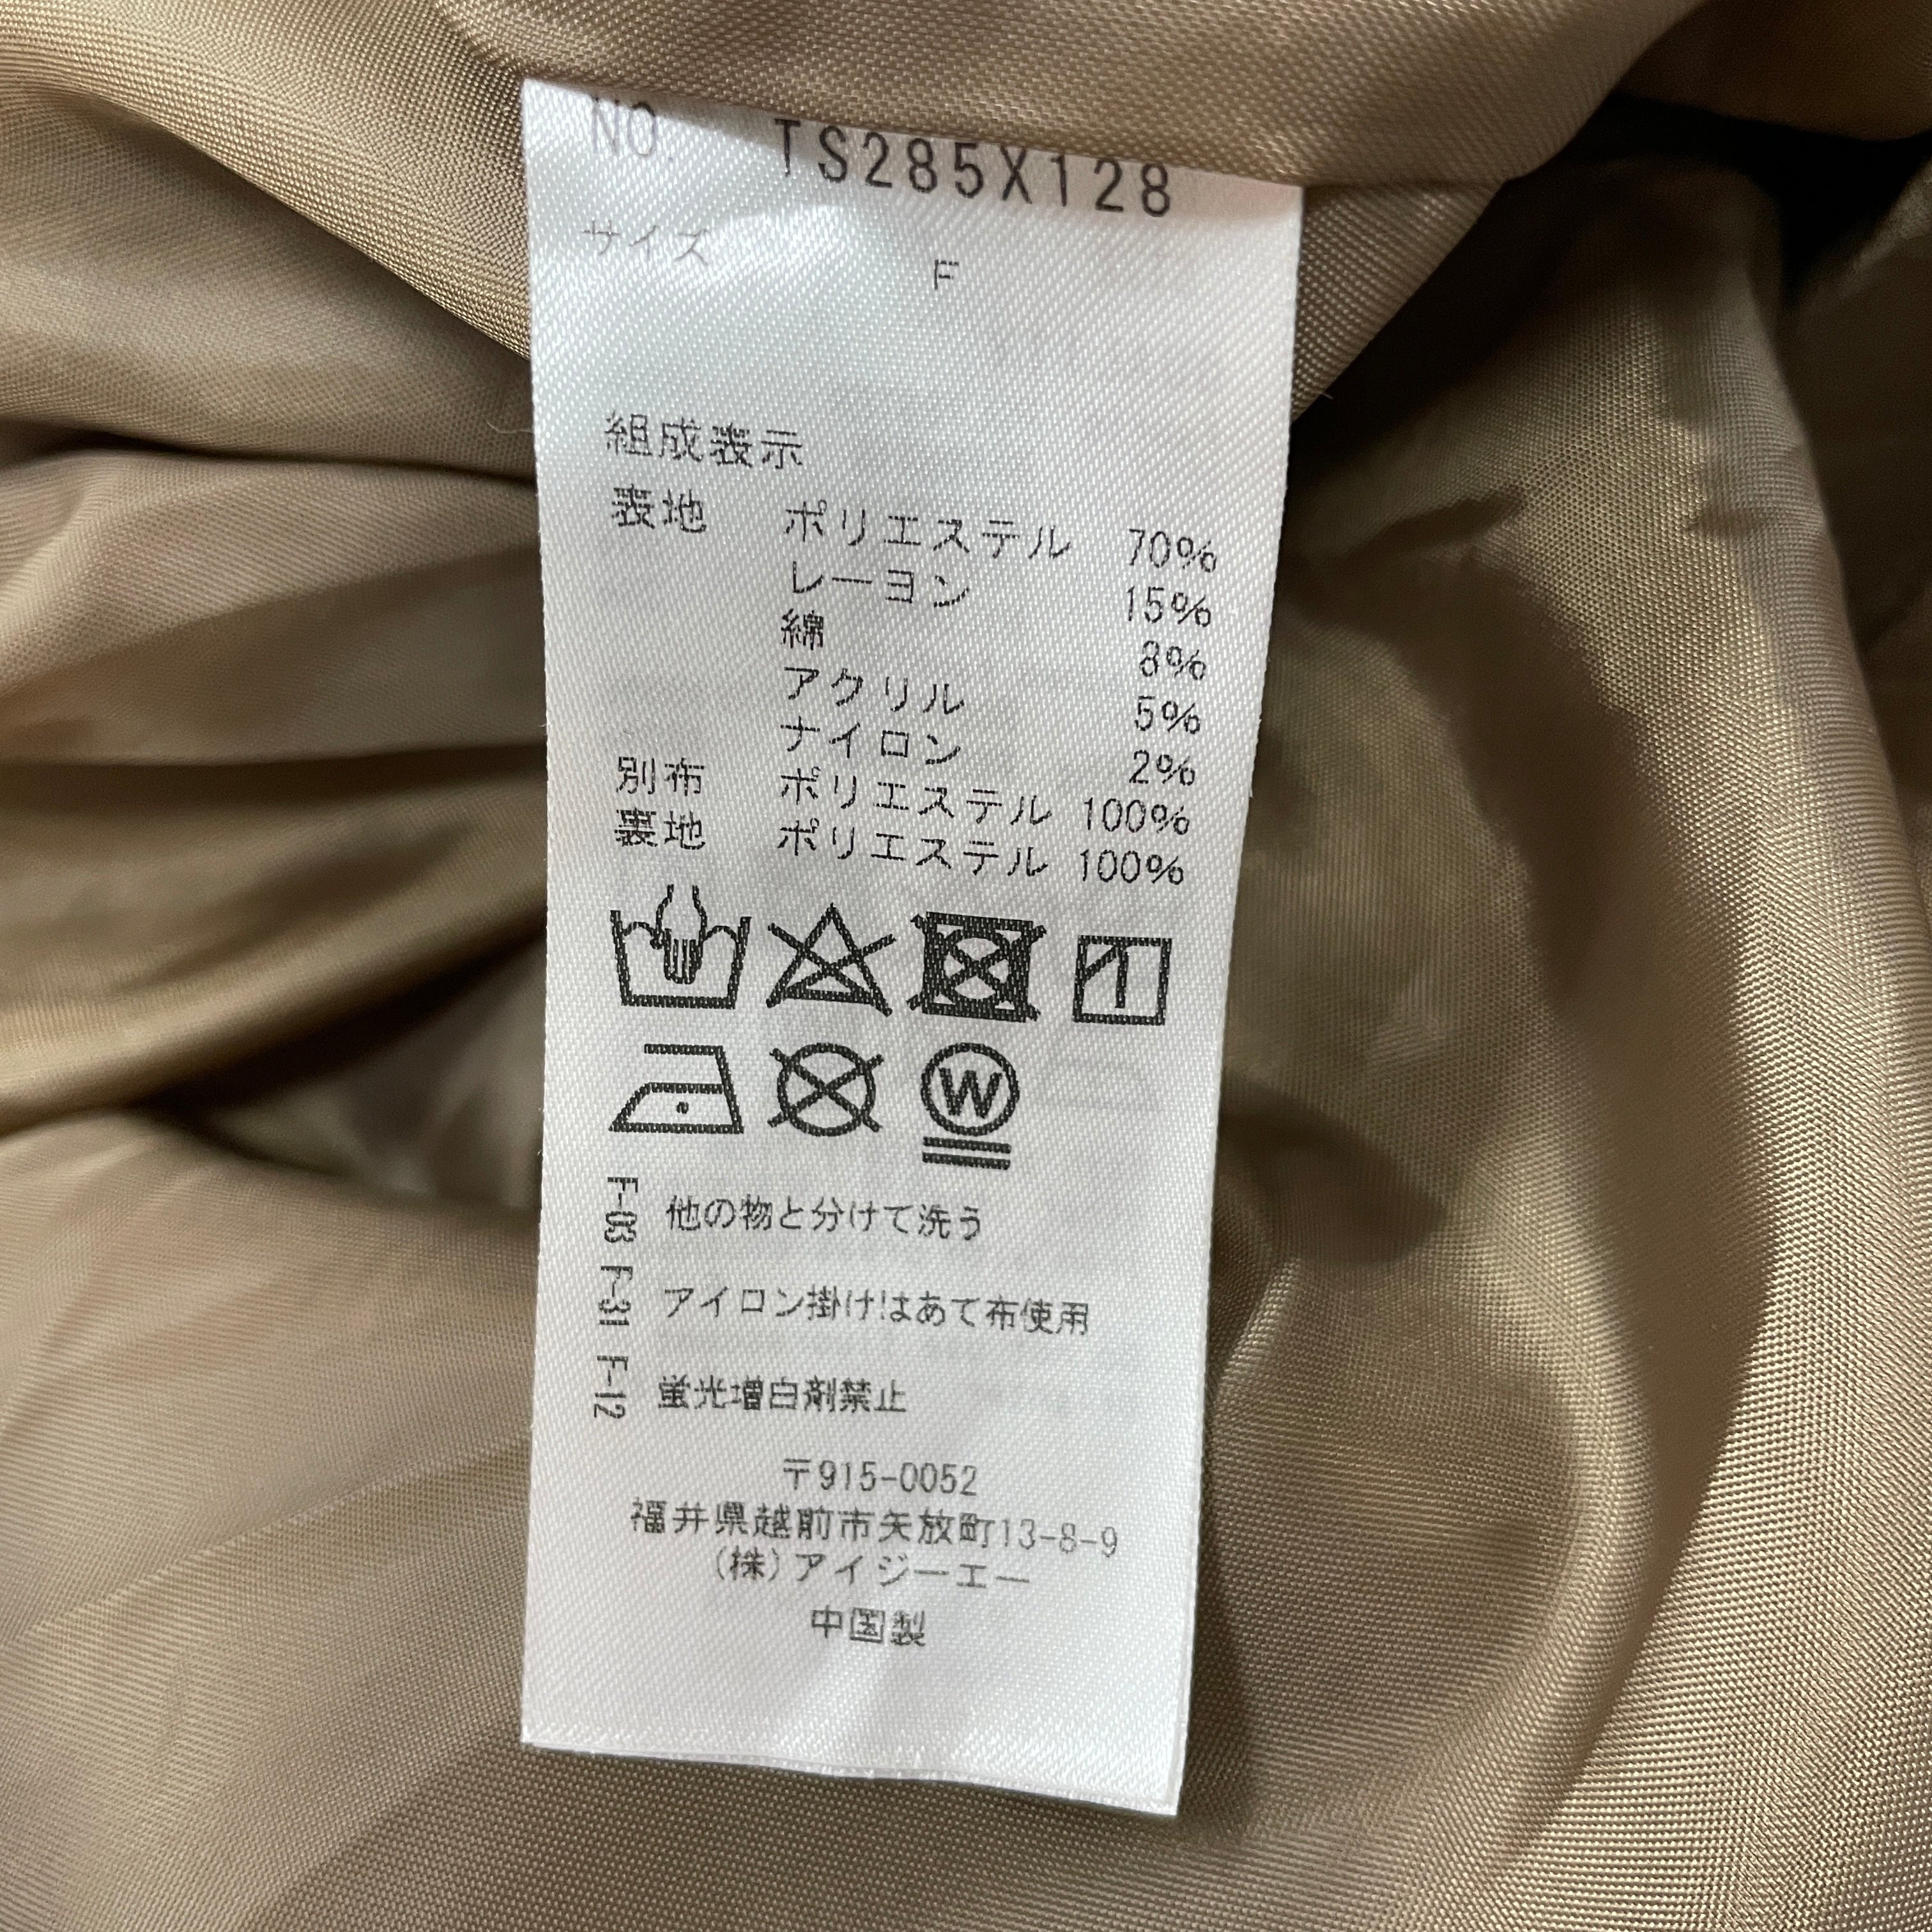 NO. TS285X128
サイズ F
組成表示
表地 ポリエステル 70%
レーヨン 15%
綿 8%
アクリル 5%
ナイロン 2%
別布 ポリエステル 100%
裏地 ポリエステル 100%
W
F-03 他の物と分けて洗う
F-31 アイロン掛けはあて布使用
F-12 蛍光増白剤禁止
〒915-0052
福井県越前市矢放町13-8-9
(株)アイジーエー
中国製